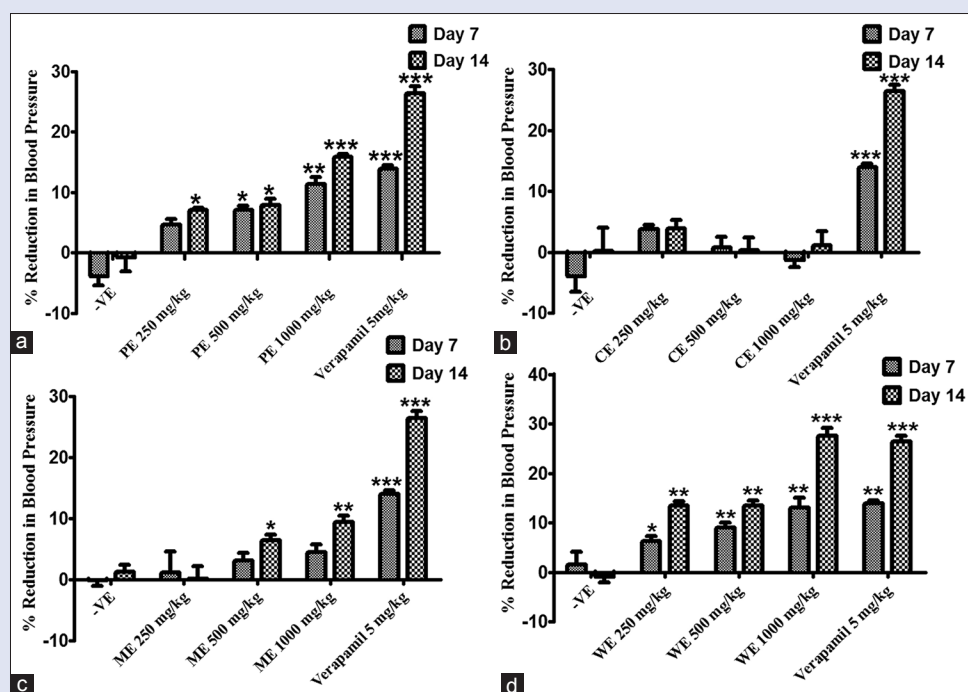 Day 7
Day 14
% Reduction in Blood Pressure
30
20
10
0
-10
*
*
*
**
***
***
***
-VE
PE 250 mg/kg
PE 500 mg/kg
PE 1000 mg/kg
Verapamil 5mg/kg
a
Day 7
Day 14
% Reduction in Blood Pressure
30
20
10
0
-10
***
***
-VE
CE 250 mg/kg
CE 500 mg/kg
CE 1000 mg/kg
Verapamil 5 mg/kg
b
Day 7
Day 14
% Reduction in Blood Pressure
30
20
10
0
-10
*
**
***
***
-VE
ME 250 mg/kg
ME 500 mg/kg
ME 1000 mg/kg
Verapamil 5 mg/kg
c
Day 7
Day 14
% Reduction in Blood Pressure
40
30
20
10
0
-10
*
**
**
**
**
***
**
***
-VE
WE 250 mg/kg
WE 500 mg/kg
WE 1000 mg/kg
Verapamil 5 mg/kg
d